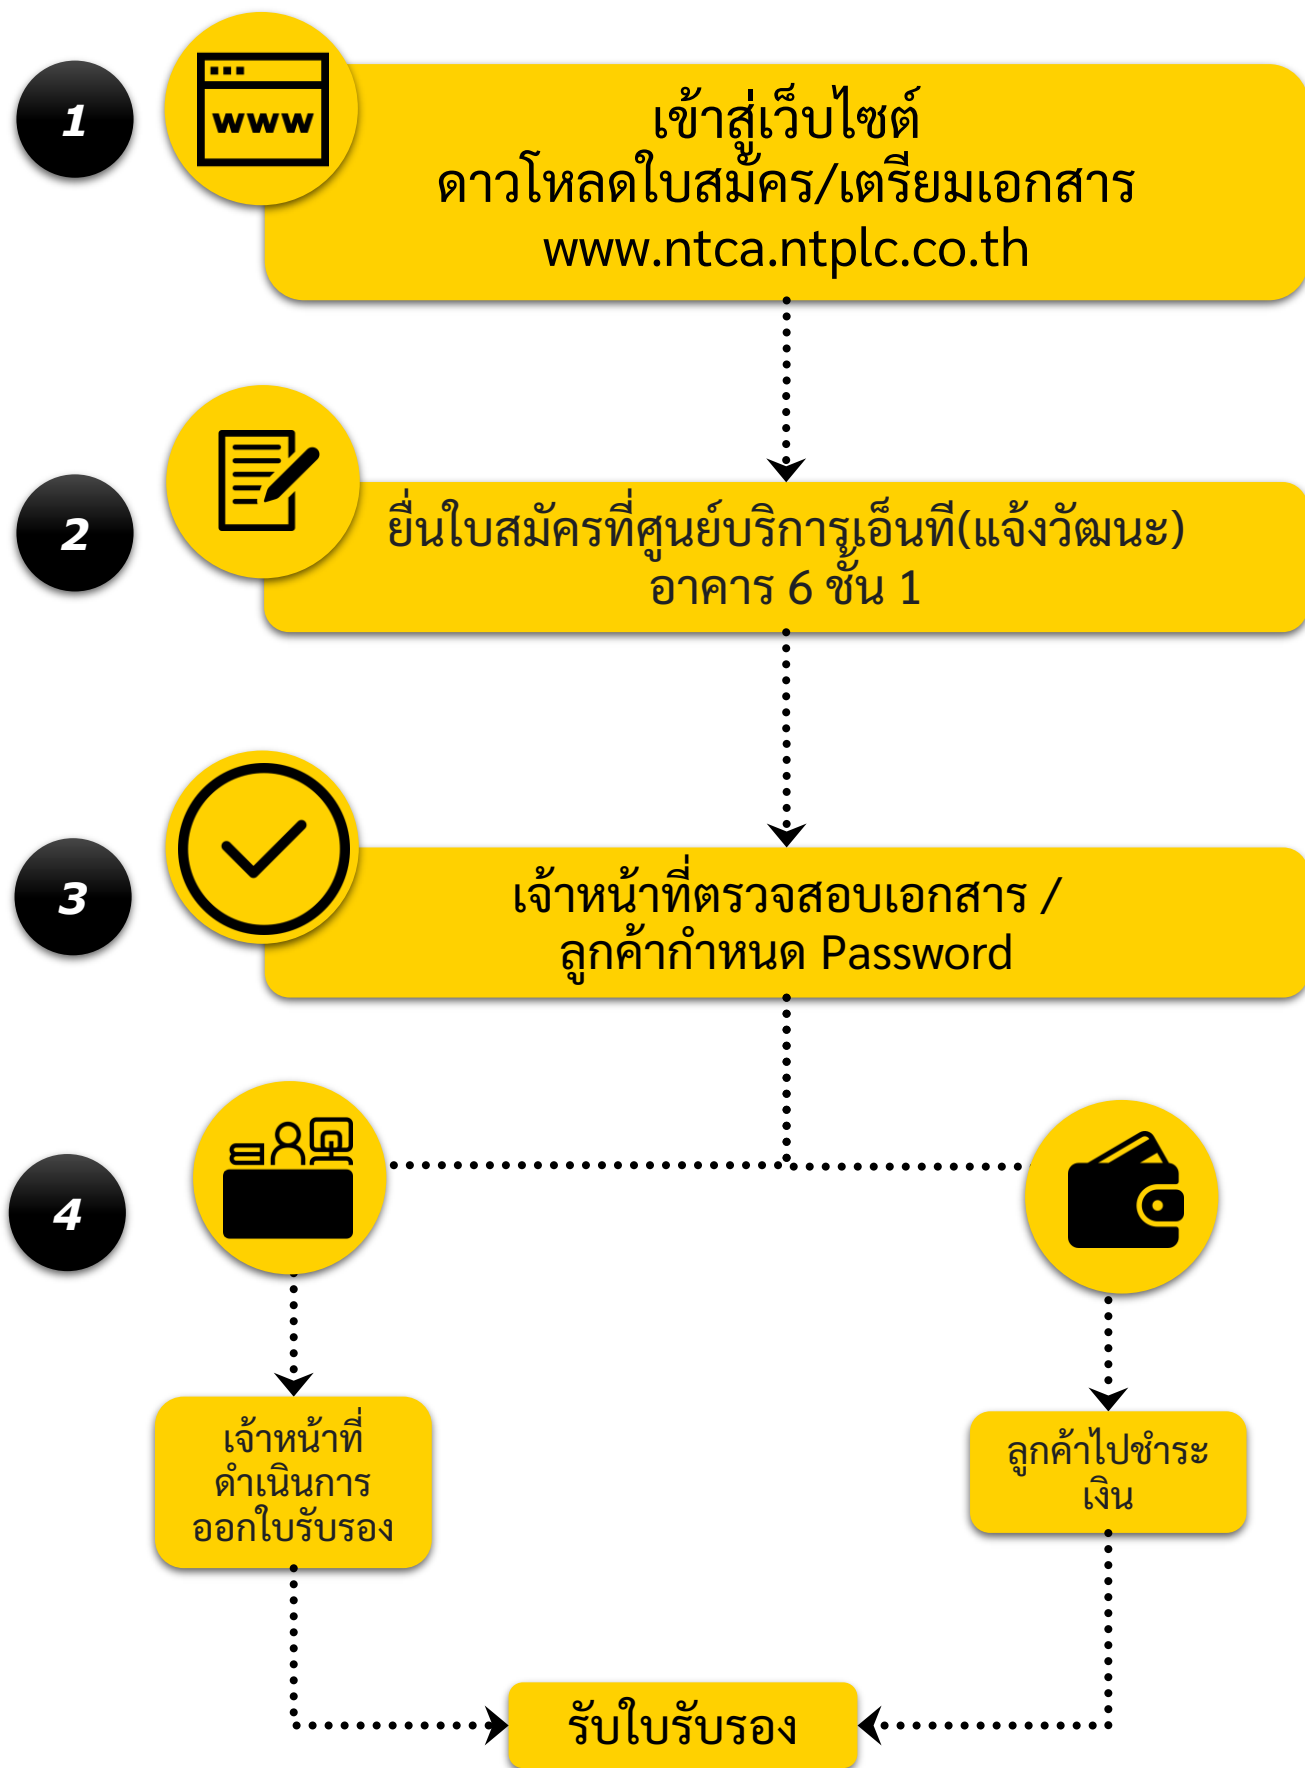 1
www
เข้าสู่เว็บไซต์
ดาวโหลดใบสมัคร/เตรียมเอกสาร
www.ntca.ntplc.co.th
2
ยื่นใบสมัครที่ศูนย์บริการเอ็นที(แจ้งวัฒนะ)
อาคาร 6 ชั้น 1
3
เจ้าหน้าที่ตรวจสอบเอกสาร /
ลูกค้ากำหนด Password
4
เจ้าหน้าที่
ดำเนินการ
ออกใบรับรอง
ลูกค้าไปชำระ
เงิน
รับใบรับรอง